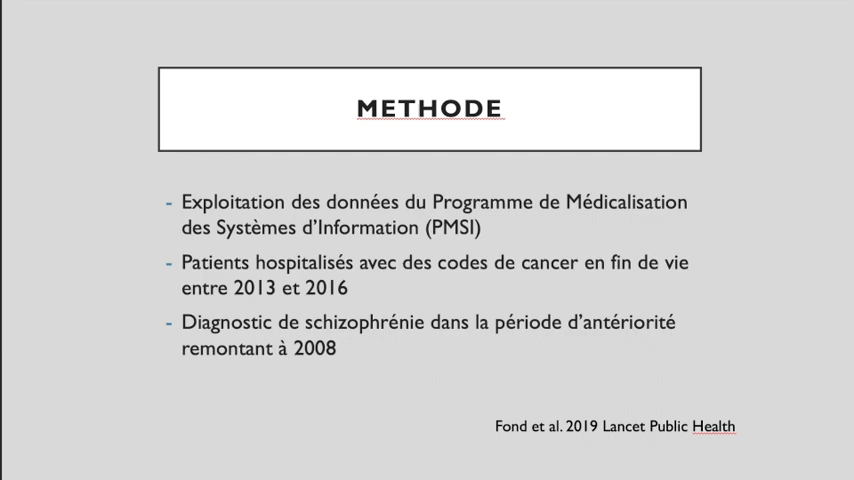 METHODE
- Exploitation des données du Programme de Médicalisation
des Systèmes d'Information (PMSI)
- Patients hospitalisés avec des codes de cancer en fin de vie
entre 2013 et 2016
- Diagnostic de schizophrénie dans la période d'antériorité
remontant à 2008
Fond et al. 2019 Lancet Public Health